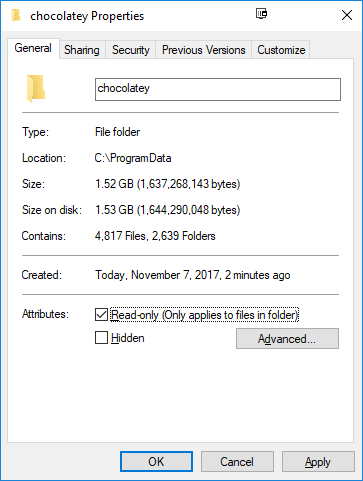 chocolatey Properties
General Sharing Security Previous Versions Customize
chocolatey
Type: File folder
Location: C:\ProgramData
Size: 1.52 GB (1,637,268,143 bytes)
Size on disk: 1.53 GB (1,644,290,048 bytes)
Contains: 4,817 Files, 2,639 Folders
Created: Today, November 7, 2017, 2 minutes ago
Attributes: Read-only (Only applies to files in folder)
Hidden Advanced...
OK Cancel Apply